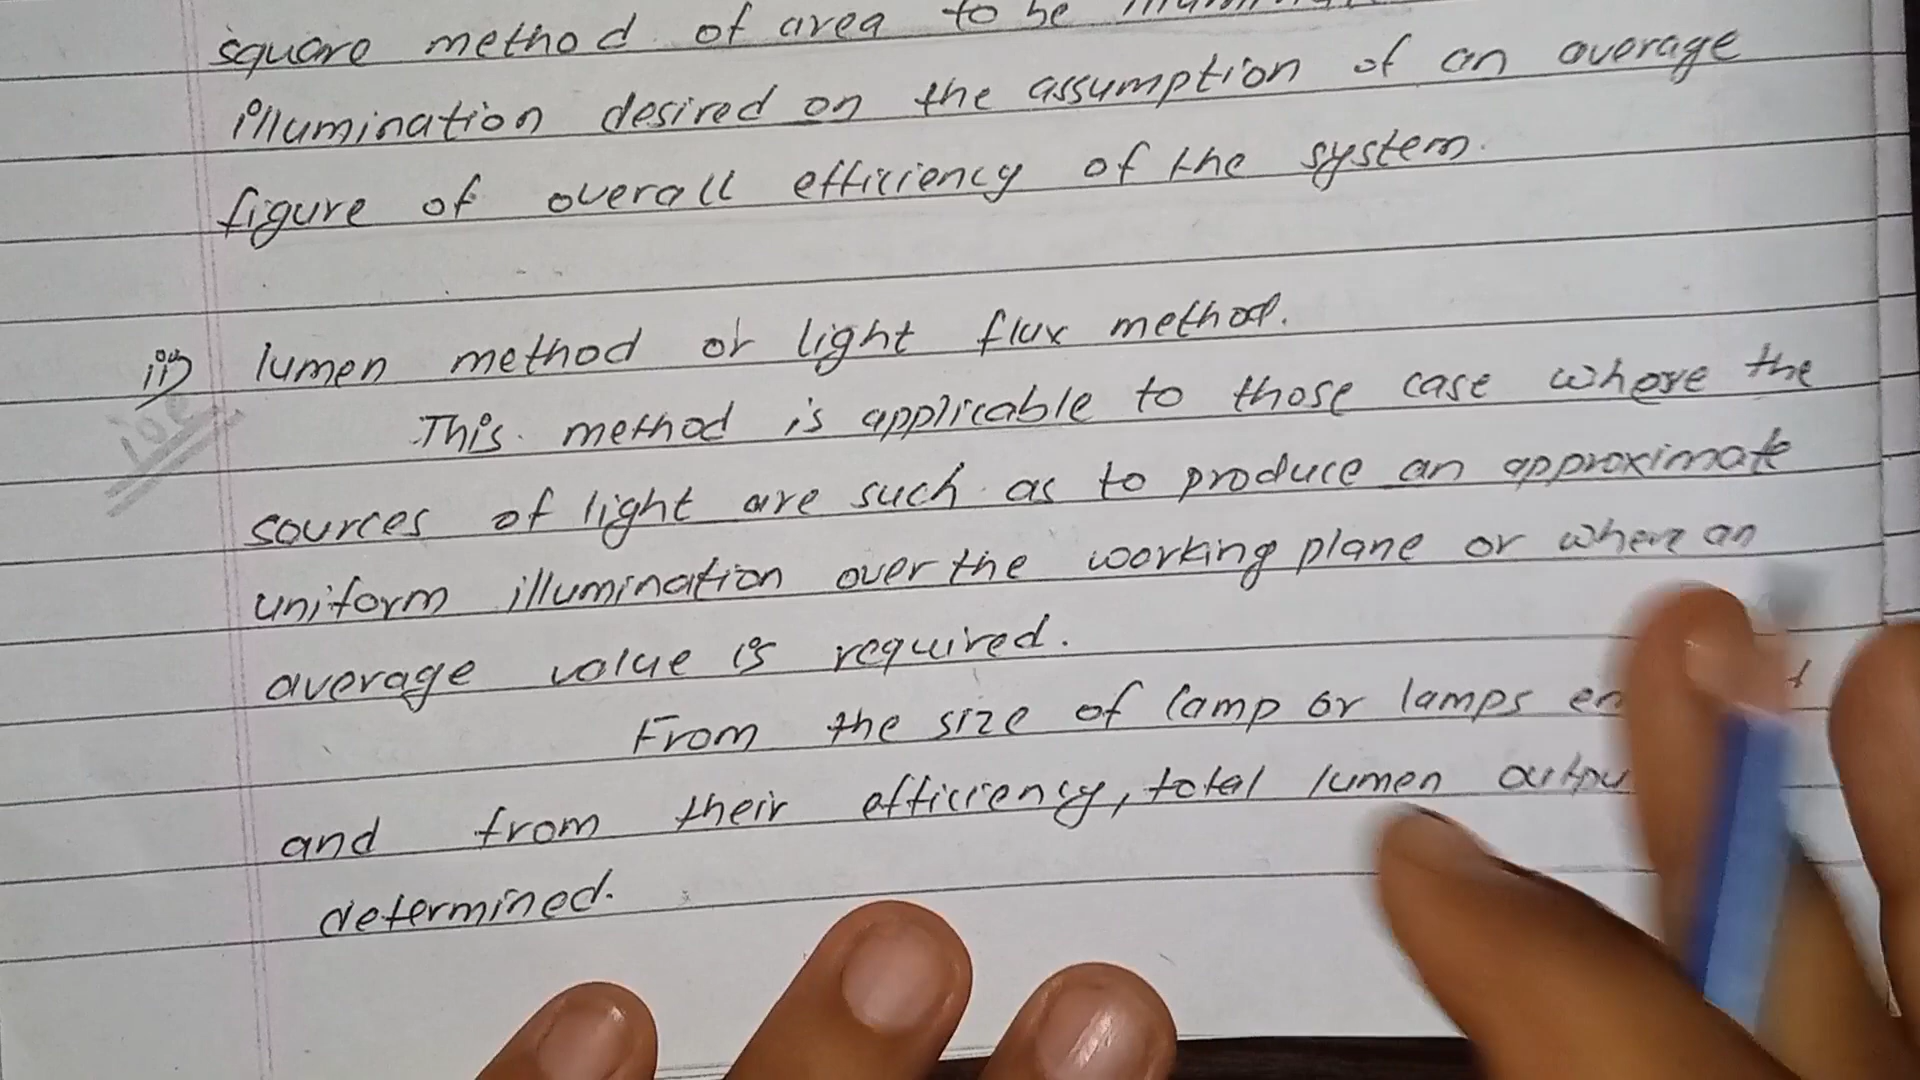 square method of area to be
illumination desired on the assumption of an average
figure of overall efficiency of the system.
ii) lumen method or light flux method.
ioe
This method is applicable to those case where the
sources of light are such as to produce an approximate
uniform illumination over the working plane or where an
average value is required.
From the size of lamp or lamps
and from their efficiency, total lumen
determined.